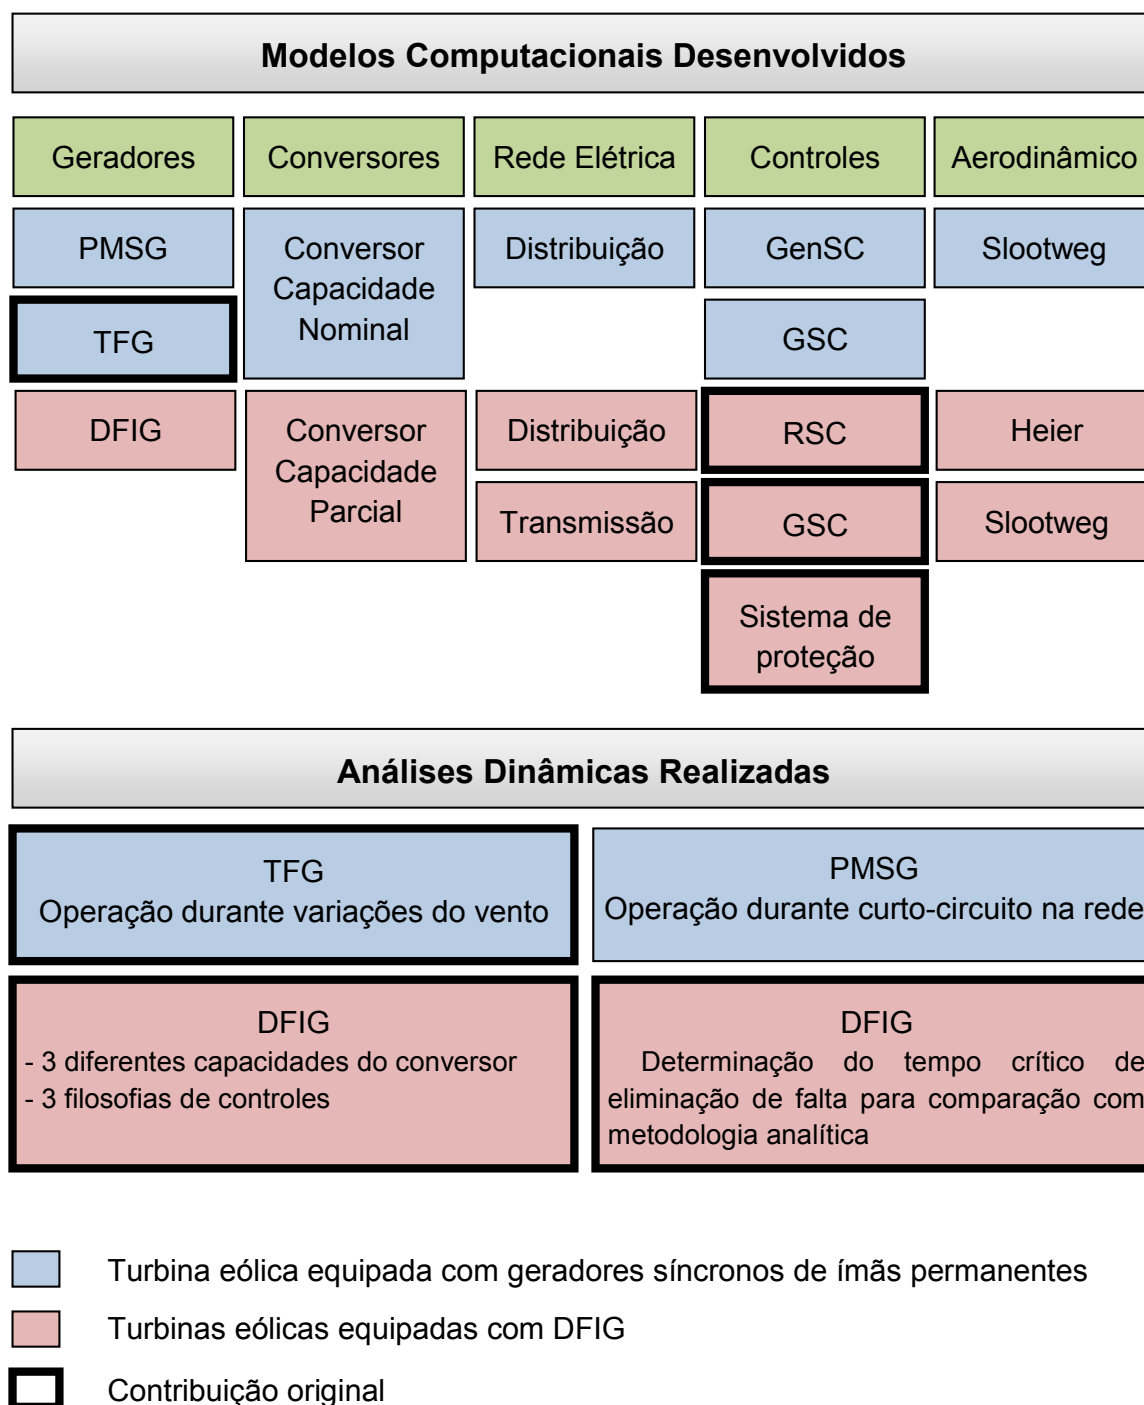 Modelos Computacionais Desenvolvidos
Geradores
Conversores
Rede Elétrica
Controles
Aerodinâmico
PMSG
Conversor
Capacidade
Nominal
Distribuição
GenSC
Slootweg
TFG
GSC
DFIG
Conversor
Capacidade
Parcial
Distribuição
RSC
Heier
Transmissão
GSC
Slootweg
Sistema de
proteção
Análises Dinâmicas Realizadas
TFG
Operação durante variações do vento
PMSG
Operação durante curto-circuito na rede
DFIG
- 3 diferentes capacidades do conversor
- 3 filosofias de controles
DFIG
Determinação do tempo crítico de
eliminação de falta para comparação com
metodologia analítica
Turbina eólica equipada com geradores síncronos de ímãs permanentes
Turbinas eólicas equipadas com DFIG
Contribuição original